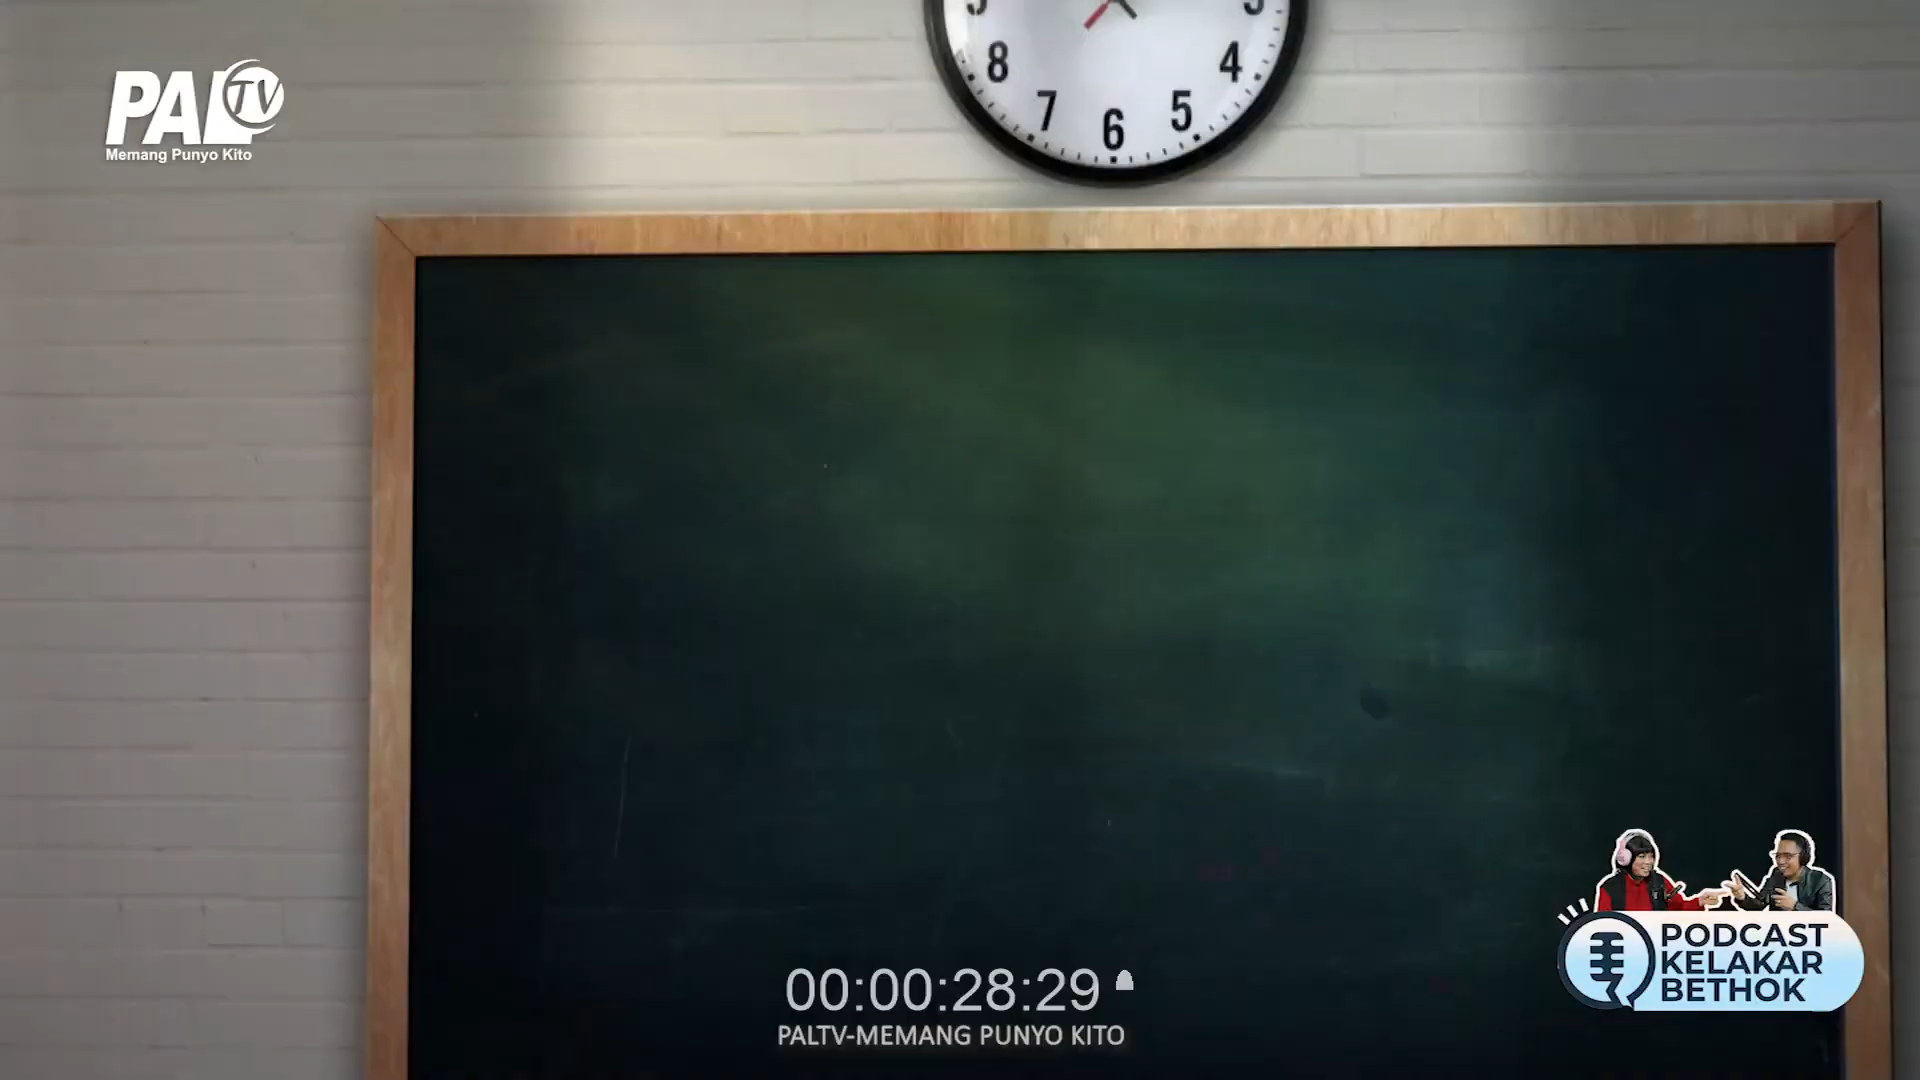 PAL TV
Memang Punyo Kito
8
7
6
5
4
00:00:28:29
PALTV-MEMANG PUNYO KITO
PODCAST
KELAKAR
BETHOK